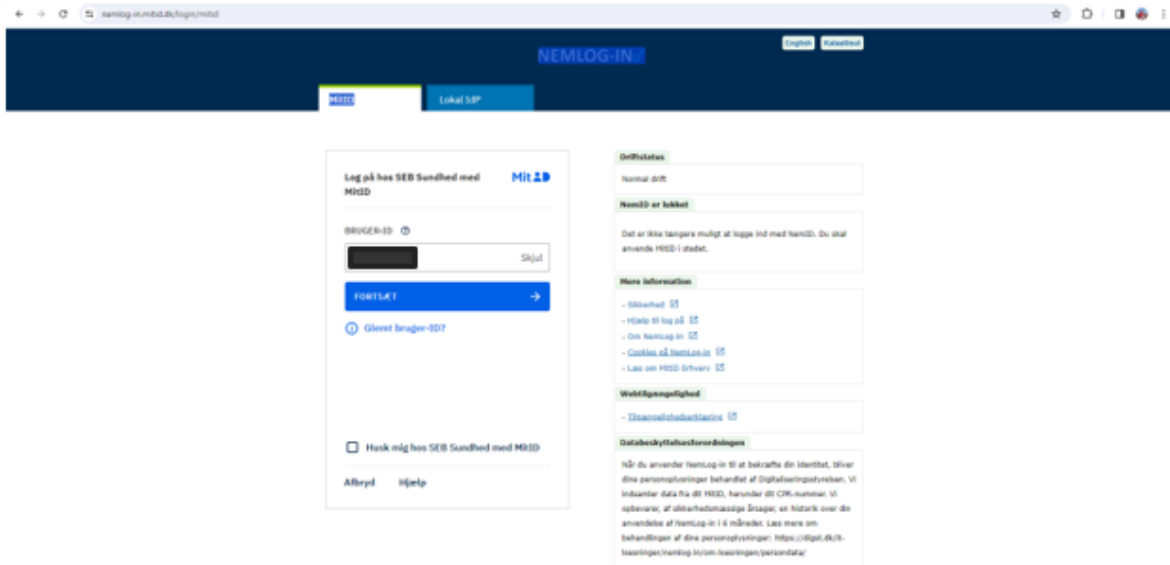 nemlog-in.mitid.dk/login/mitid
NEMLOG-IN
English Kalaallisut
MitID
Lokal IdP
Log på hos SEB Sundhed med
MitID
Mit ID
BRUGER-ID
Skjul
FORTSÆT
Glemt bruger-ID?
Husk mig hos SEB Sundhed med MitID
Afbryd Hjælp
Driftstatus
Normal drift
NemID er lukket
Det er ikke længere muligt at logge ind med NemID. Du skal
anvende MitID i stedet.
Mere information
- Sikkerhed
- Hjælp til log på
- Om NemLog-in
- Cookies på NemLog-in
- Læs om MitID Erhverv
Webtilgængelighed
- Tilgængelighedserklæring
Databeskyttelsesforordningen
Når du anvender NemLog-in til at bekræfte din identitet, bliver
dine personoplysninger behandlet af Digitaliseringsstyrelsen. Vi
indsamler data fra dit MitID, herunder dit CPR-nummer. Vi
opbevarer, af sikkerhedsmæssige årsager, en historik over din
anvendelse af NemLog-in i 6 måneder. Læs mere om
behandlingen af dine personoplysninger: https://digst.dk/it-
loesninger/nemlog-in/om-loesningen/persondata/